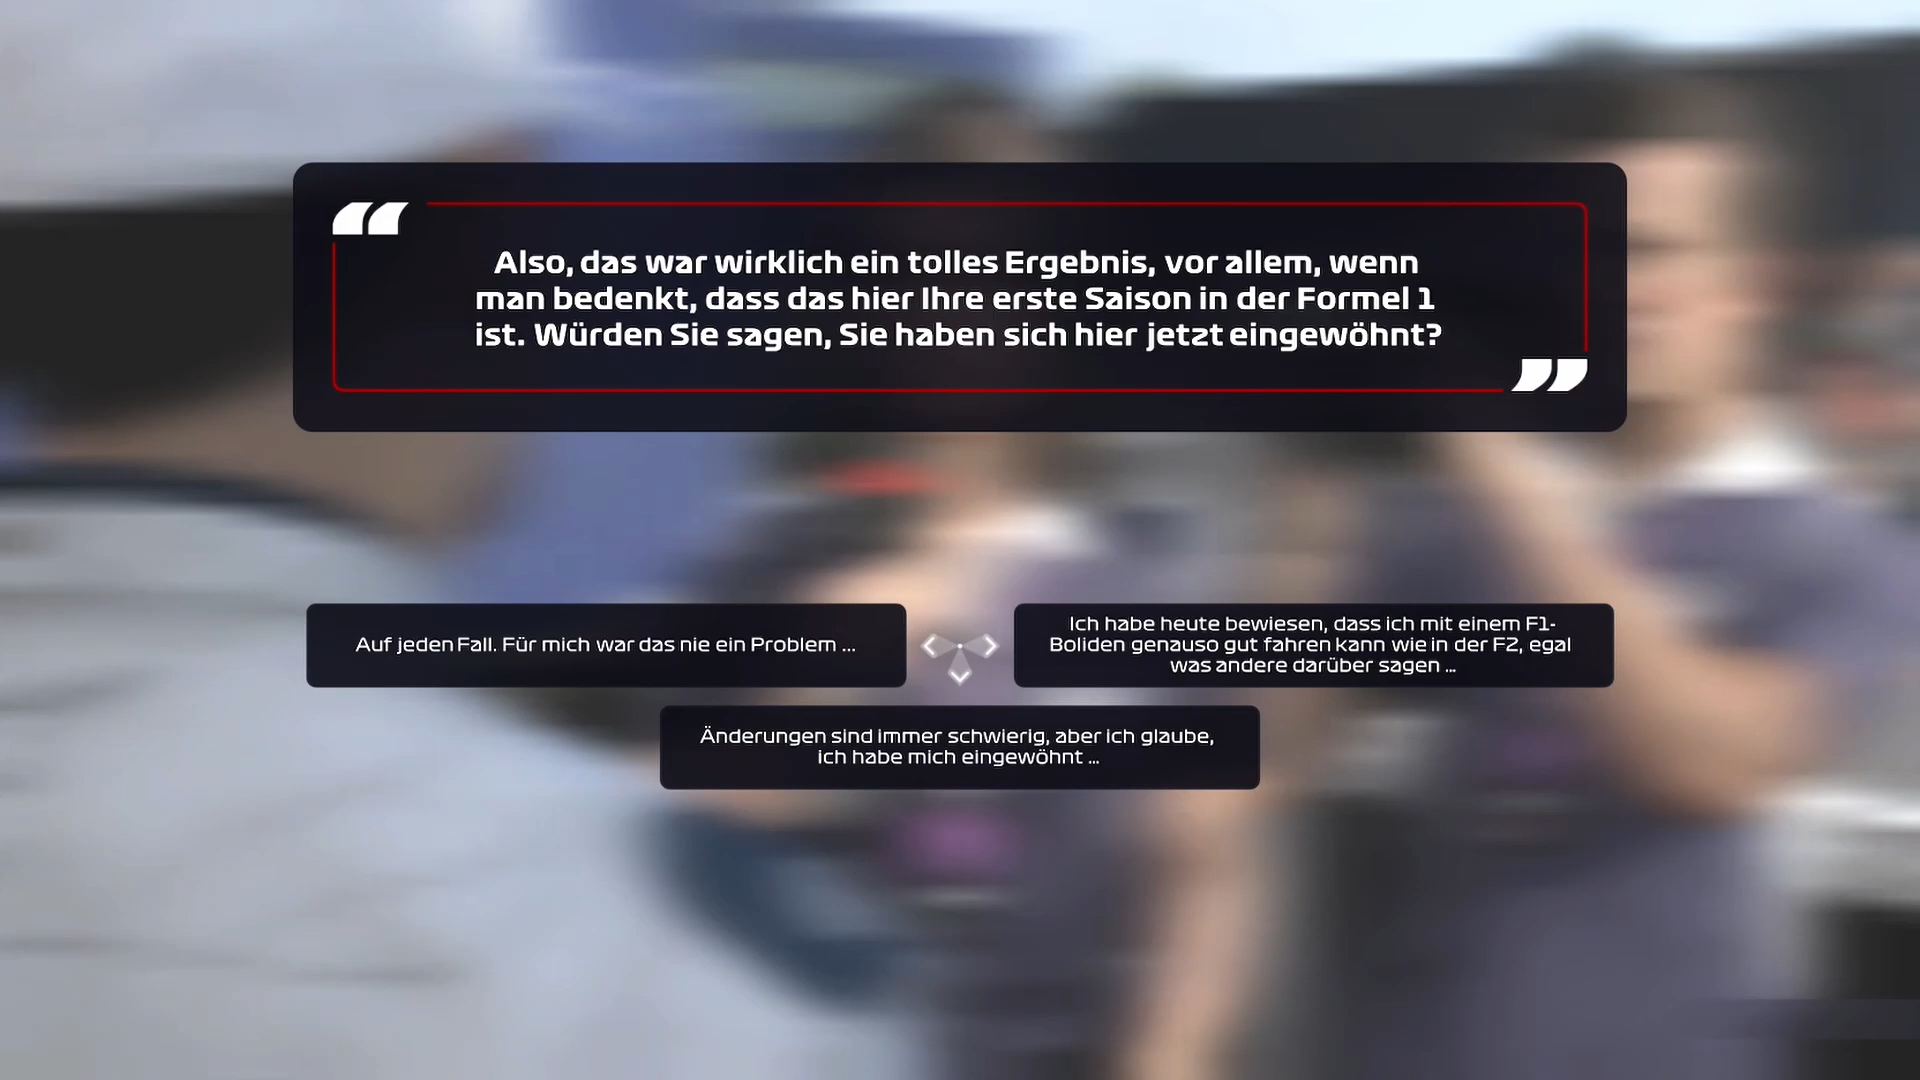 Also, das war wirklich ein tolles Ergebnis, vor allem, wenn
man bedenkt, dass das hier Ihre erste Saison in der Formel 1
ist. Würden Sie sagen, Sie haben sich hier jetzt eingewöhnt?
Auf jeden Fall. Für mich war das nie ein Problem ...
Ich habe heute bewiesen, dass ich mit einem F1-
Boliden genauso gut fahren kann wie in der F2, egal
was andere darüber sagen ...
Änderungen sind immer schwierig, aber ich glaube,
ich habe mich eingewöhnt ...